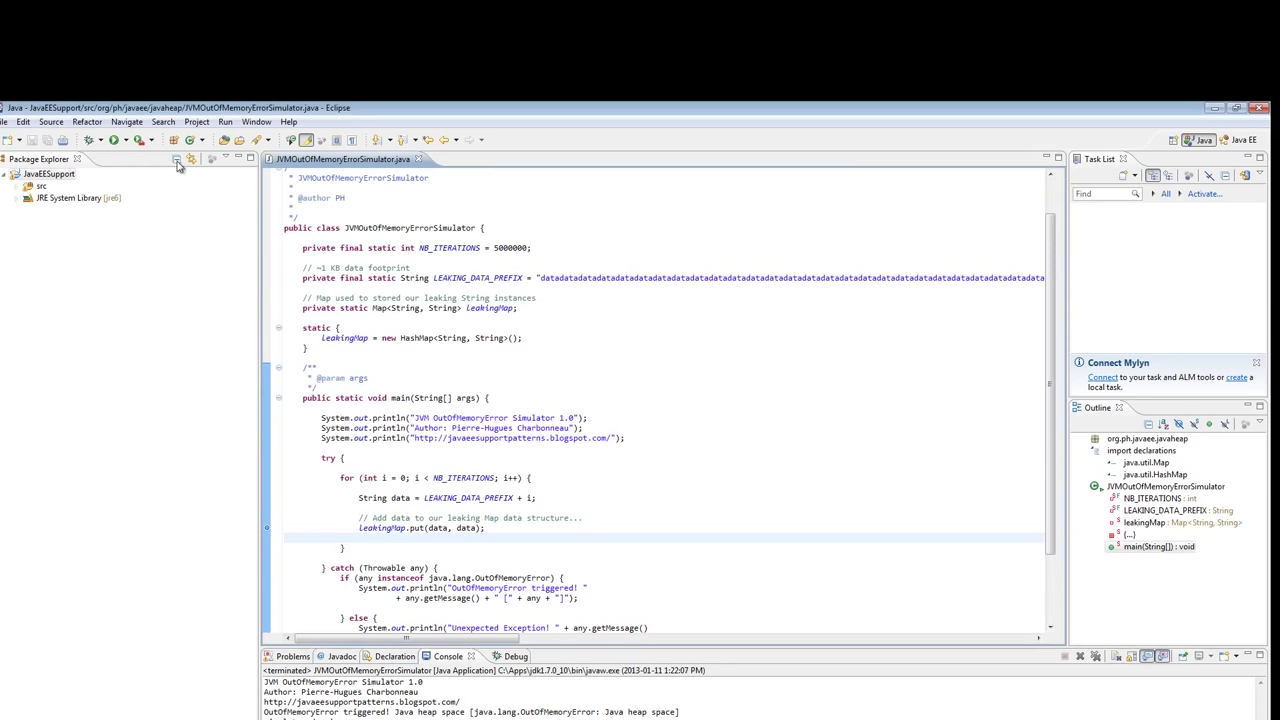 Java - JavaEESupport/src/org/ph/javaee/javaheap/JVMOutOfMemoryErrorSimulator.java - Eclipse
ile Edit Source Refactor Navigate Search Project Run Window Help
Java Java EE
Package Explorer
JavaEESupport
src
JRE System Library [jre6]
JVMOutOfMemoryErrorSimulator.java
* JVMOutOfMemoryErrorSimulator
*
* @author PH
*
*/
public class JVMOutOfMemoryErrorSimulator {
private final static int NB_ITERATIONS = 5000000;
// ~1 KB data footprint
private final static String LEAKING_DATA_PREFIX = "datadatadatadatadatadatadatadatadatadatadatadatadatadatadatadatadatadatadatadatadatadatadatadatadatadatadatadatadata
// Map used to stored our leaking String instances
private static Map<String, String> leakingMap;
static {
leakingMap = new HashMap<String, String>();
}
/**
* @param args
*/
public static void main(String[] args) {
System.out.println("JVM OutOfMemoryError Simulator 1.0");
System.out.println("Author: Pierre-Hugues Charbonneau");
System.out.println("http://javaeesupportpatterns.blogspot.com/");
try {
for (int i = 0; i < NB_ITERATIONS; i++) {
String data = LEAKING_DATA_PREFIX + i;
// Add data to our leaking Map data structure...
leakingMap.put(data, data);
}
} catch (Throwable any) {
if (any instanceof java.lang.OutOfMemoryError) {
System.out.println("OutOfMemoryError triggered! "
+ any.getMessage() + " [" + any + "]");
} else {
System.out.println("Unexpected Exception! " + any.getMessage()
Task List
Find All Activate...
Connect Mylyn
Connect to your task and ALM tools or create a
local task.
Outline
org.ph.javaee.javaheap
import declarations
java.util.Map
java.util.HashMap
JVMOutOfMemoryErrorSimulator
NB_ITERATIONS : int
LEAKING_DATA_PREFIX : String
leakingMap : Map<String, String>
{...}
main(String[]) : void
Problems Javadoc Declaration Console Debug
<terminated> JVMOutOfMemoryErrorSimulator [Java Application] C:\Apps\jdk1.7.0_10\bin\javaw.exe (2013-01-11 1:22:07 PM)
JVM OutOfMemoryError Simulator 1.0
Author: Pierre-Hugues Charbonneau
http://javaeesupportpatterns.blogspot.com/
OutOfMemoryError triggered! Java heap space [java.lang.OutOfMemoryError: Java heap space]